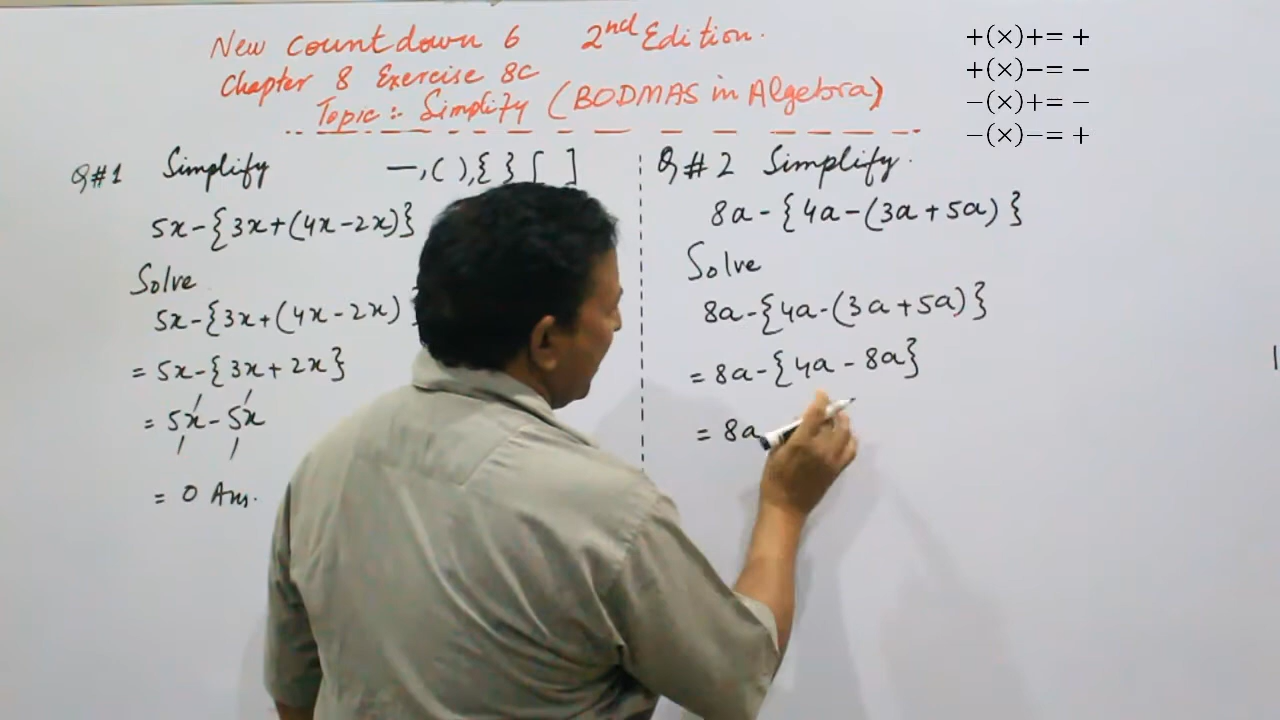 New Countdown 6 2nd Edition.
Chapter 8 Exercise 8c
Topic:- Simplify (BODMAS in Algebra)
+(×)+= +
+(×)−= −
−(×)+= −
−(×)−= +
Q#1 Simplify —,( ),{ } [ ]
5x-{3x+(4x-2x)}
Solve
5x-{3x+(4x-2x)
= 5x-{3x+2x}
= 5x-5x
= 0 Ans.
Q#2 Simplify.
8a-{4a-(3a+5a)}
Solve
8a-{4a-(3a+5a)}
= 8a-{4a-8a}
= 8a